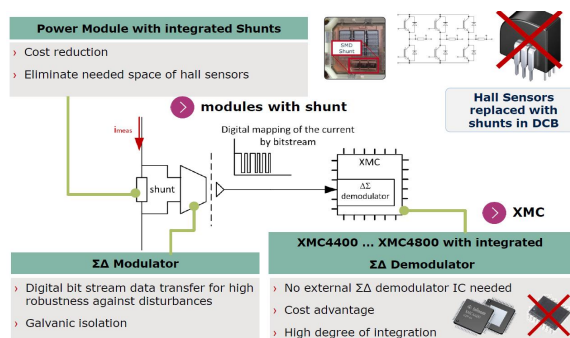 Power Module with integrated Shunts
› Cost reduction
› Eliminate needed space of hall sensors
SMD
Shunt
Hall Sensors
replaced with
shunts in DCB
modules with shunt
imeas
Digital mapping of the current
by bitstream
XMC
shunt
ΔΣ
demodulator
XMC
ΣΔ Modulator
› Digital bit stream data transfer for high
robustness against disturbances
› Galvanic isolation
XMC4400 ... XMC4800 with integrated
ΣΔ Demodulator
› No external ΣΔ demodulator IC needed
› Cost advantage
› High degree of integration